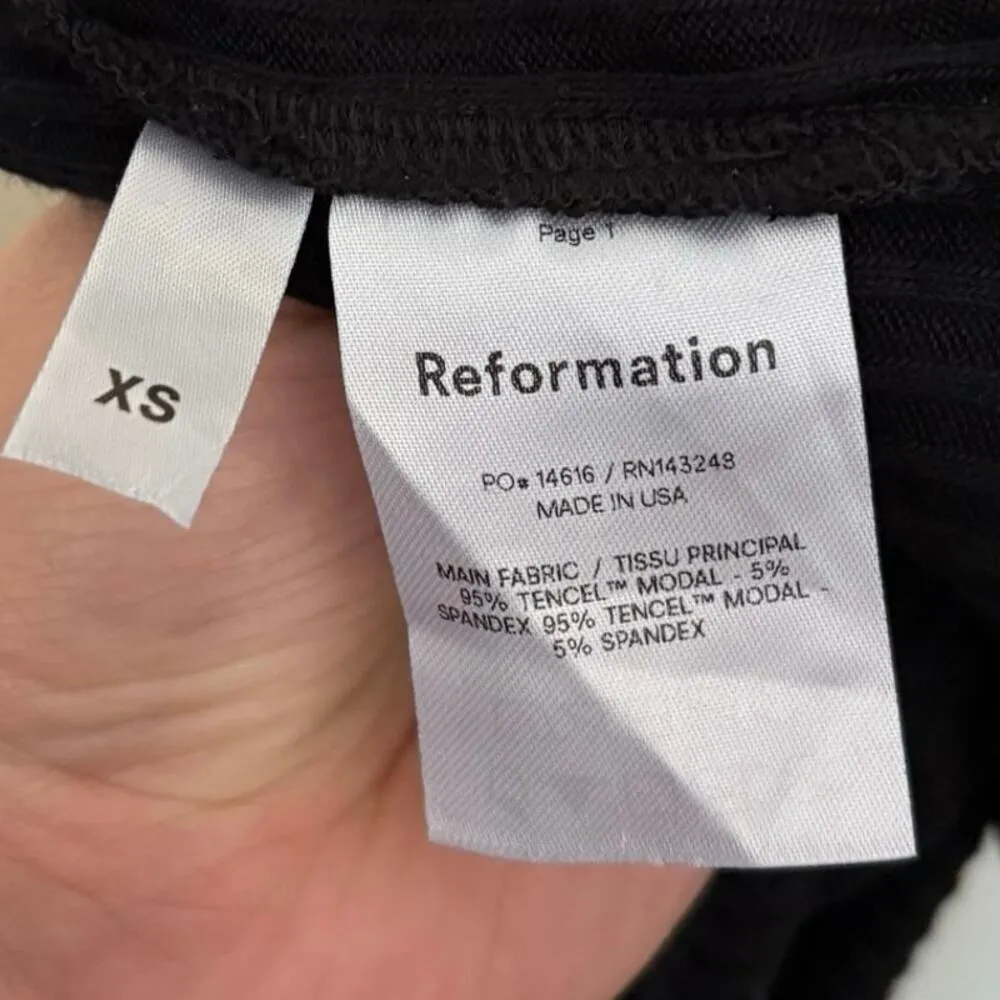 XS
Page 1
Reformation
PO# 14616 / RN143248
MADE IN USA
MAIN FABRIC / TISSU PRINCIPAL
95% TENCEL™ MODAL - 5%
SPANDEX 95% TENCEL™ MODAL -
5% SPANDEX